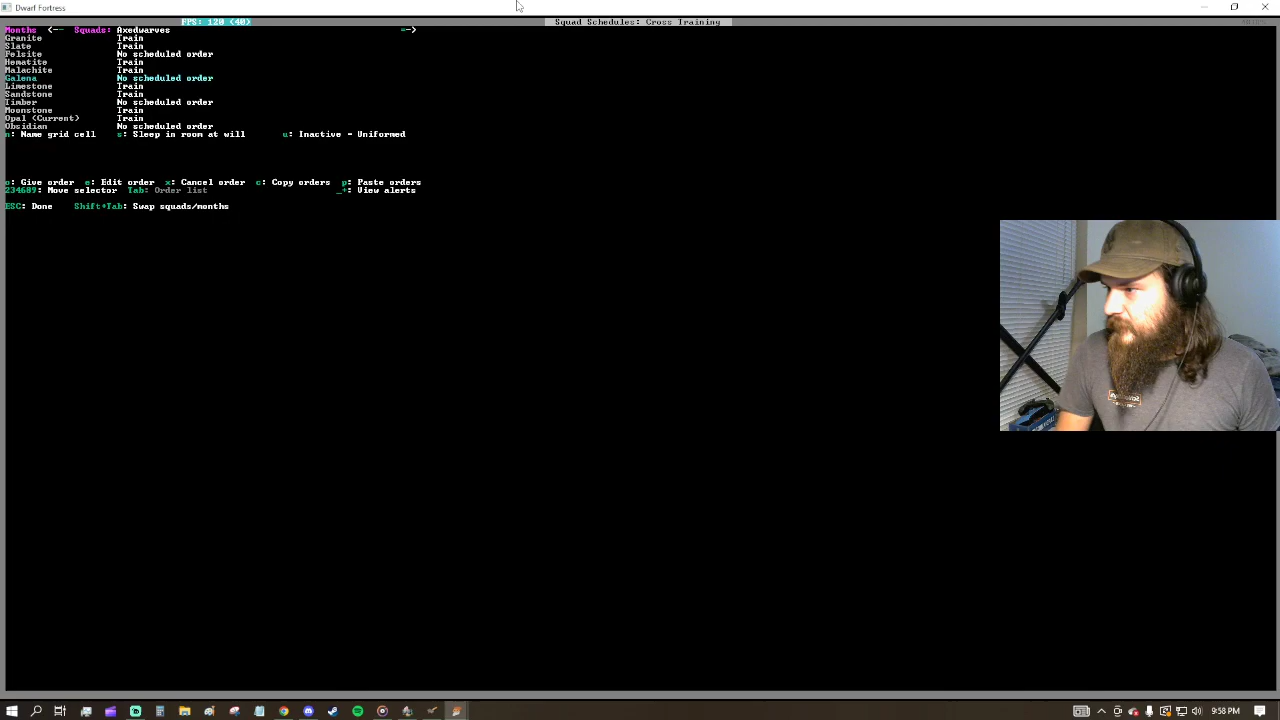 Dwarf Fortress
FPS: 120 (40)
Squad Schedules: Cross Training
Months <-- Squads: Axedwarves =->
Granite Train
Slate Train
Felsite No scheduled order
Hematite Train
Malachite Train
Galena No scheduled order
Limestone Train
Sandstone Train
Timber No scheduled order
Moonstone Train
Opal (Current) Train
Obsidian No scheduled order
n: Name grid cell s: Sleep in room at will u: Inactive - Uniformed
o: Give order e: Edit order x: Cancel order c: Copy orders p: Paste orders
234689: Move selector Tab: Order list _+: View alerts
ESC: Done Shift+Tab: Swap squads/months
9:58 PM